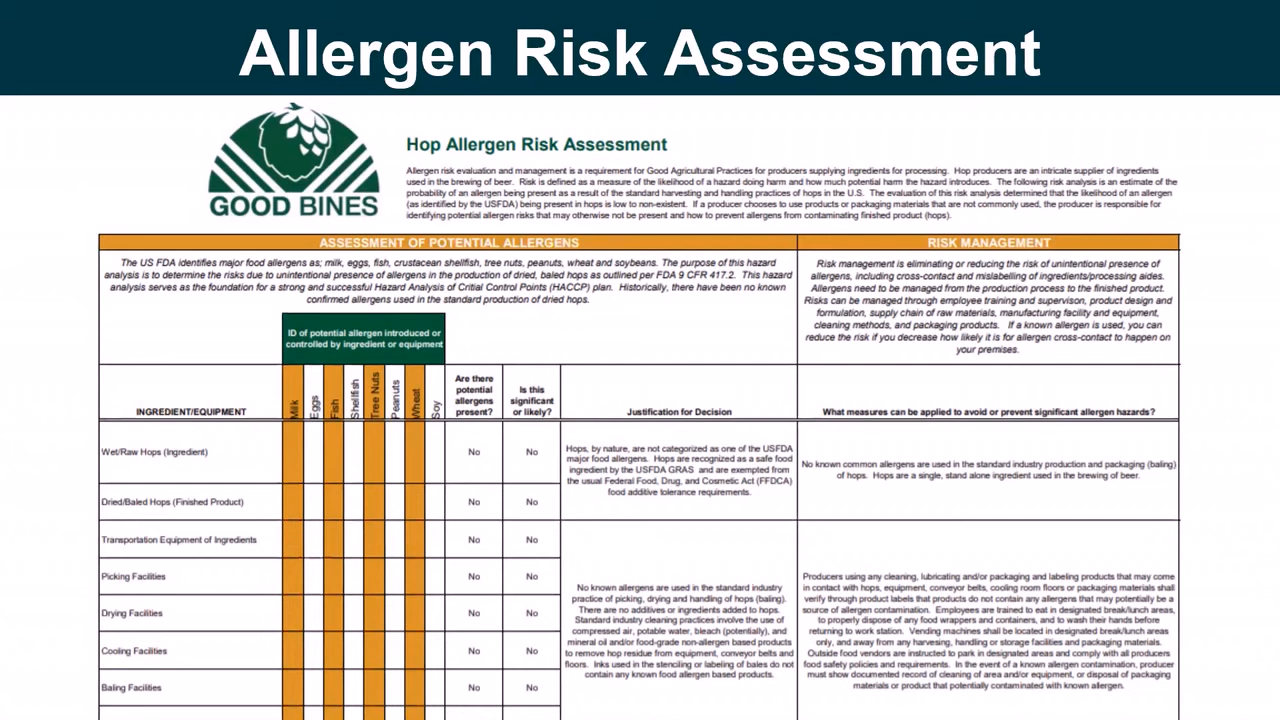 Allergen Risk Assessment
GOOD BINES
Hop Allergen Risk Assessment
Allergen risk evaluation and management is a requirement for Good Agricultural Practices for producers supplying ingredients for processing. Hop producers are an intricate supplier of ingredients
used in the brewing of beer. Risk is defined as a measure of the likelihood of a hazard doing harm and how much potential harm the hazard introduces. The following risk analysis is an estimate of the
probability of an allergen being present as a result of the standard harvesting and handling practices of hops in the U.S. The evaluation of this risk analysis determined that the likelihood of an allergen
(as identified by the USFDA) being present in hops is low to non-existent. If a producer chooses to use products or packaging materials that are not commonly used, the producer is responsible for
identifying potential allergen risks that may otherwise not be present and how to prevent allergens from contaminating finished product (hops).
ASSESSMENT OF POTENTIAL ALLERGENS
The US FDA identifies major food allergens as; milk, eggs, fish, crustacean shellfish, tree nuts, peanuts, wheat and soybeans. The purpose of this hazard
analysis is to determine the risks due to unintentional presence of allergens in the production of dried, baled hops as outlined per FDA 9 CFR 417.2. This hazard
analysis serves as the foundation for a strong and successful Hazard Analysis of Critial Control Points (HACCP) plan. Historically, there have been no known
confirmed allergens used in the standard production of dried hops.
RISK MANAGEMENT
Risk management is eliminating or reducing the risk of unintentional presence of
allergens, including cross-contact and mislabelling of ingredients/processing aides.
Allergens need to be managed from the production process to the finished product.
Risks can be managed through employee training and supervison, product design and
formulation, supply chain of raw materials, manufacturing facility and equipment,
cleaning methods, and packaging products. If a known allergen is used, you can
reduce the risk if you decrease how likely it is for allergen cross-contact to happen on
your premises.
ID of potential allergen introduced or
controlled by ingredient or equipment
INGREDIENT/EQUIPMENT
Milk
Eggs
Fish
Shellfish
Tree Nuts
Peanuts
Wheat
Soy
Are there
potential
allergens
present?
Is this
significant
or likely?
Justification for Decision
What measures can be applied to avoid or prevent significant allergen hazards?
Wet/Raw Hops (Ingredient)
No
No
Hops, by nature, are not categorized as one of the USFDA
major food allergens. Hops are recognized as a safe food
ingredient by the USFDA GRAS and are exempted from
the usual Federal Food, Drug, and Cosmetic Act (FFDCA)
food additive tolerance requirements.
No known common allergens are used in the standard industry production and packaging (baling)
of hops. Hops are a single, stand alone ingredient used in the brewing of beer.
Dried/Baled Hops (Finished Product)
No
No
Transportation Equipment of Ingredients
No
No
Picking Facilities
No
No
Drying Facilities
No
No
Cooling Facilities
No
No
Baling Facilities
No
No
No known allergens are used in the standard industry
practice of picking, drying and handling of hops (baling).
There are no additives or ingredients added to hops.
Standard industry cleaning practices involve the use of
compressed air, potable water, bleach (potentially), and
mineral oil and/or food-grade non-allergen based products
to remove hop residue from equipment, conveyor belts and
floors. Inks used in the stenciling or labeling of bales do not
contain any known food allergen based products.
Producers using any cleaning, lubricating and/or packaging and labeling products that may come
in contact with hops, equipment, conveyor belts, cooling room floors or packaging materials shall
verify through product labels that products do not contain any allergens that may potentially be a
source of allergen contamination. Employees are trained to eat in designated break/lunch areas,
to properly dispose of any food wrappers and containers, and to wash their hands before
returning to work station. Vending machines shall be located in designated break/lunch areas
only, and away from any harvesting, handling or storage facilities and packaging materials.
Outside food vendors are instructed to park in designated areas and comply with all producers
food safety policies and requirements. In the event of a known allergen contamination, producer
must show documented record of cleaning of area and/or equipment, or disposal of packaging
materials or product that potentially contaminated with known allergen.